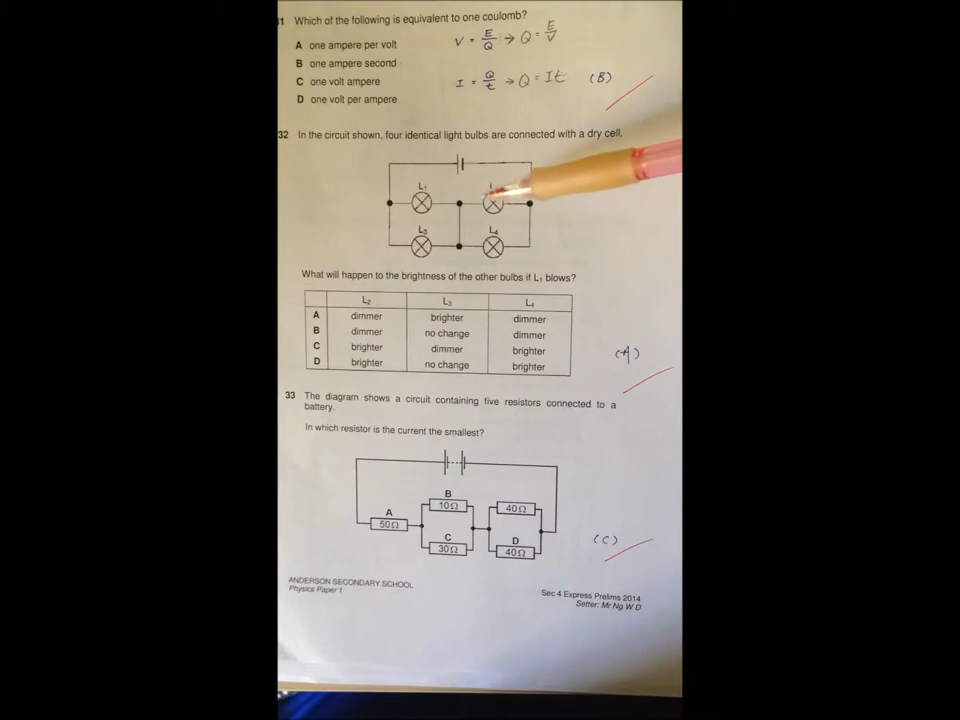 31 Which of the following is equivalent to one coulomb?
A one ampere per volt
B one ampere second
C one volt ampere
D one volt per ampere
V = E/Q → Q = E/V
I = Q/t → Q = It (B)
32 In the circuit shown, four identical light bulbs are connected with a dry cell.
L₁
L₃ L₄
What will happen to the brightness of the other bulbs if L₁ blows?
L₂ L₃ L₄
A dimmer brighter dimmer
B dimmer no change dimmer
C brighter dimmer brighter
D brighter no change brighter
(A)
33 The diagram shows a circuit containing five resistors connected to a
battery.
In which resistor is the current the smallest?
B
10Ω 40Ω
A
50Ω
C D
30Ω 40Ω
(C)
ANDERSON SECONDARY SCHOOL
Physics Paper 1
Sec 4 Express Prelims 2014
Setter: Mr Ng W D